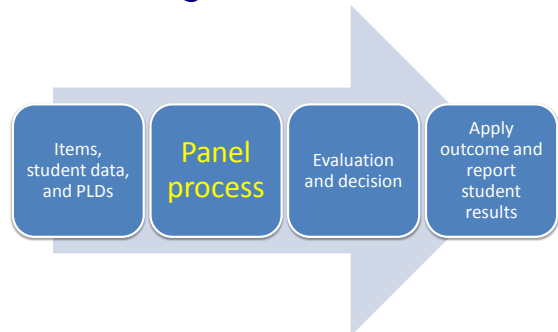 Items,
student data,
and PLDs
Panel
process
Evaluation
and decision
Apply
outcome and
report
student
results